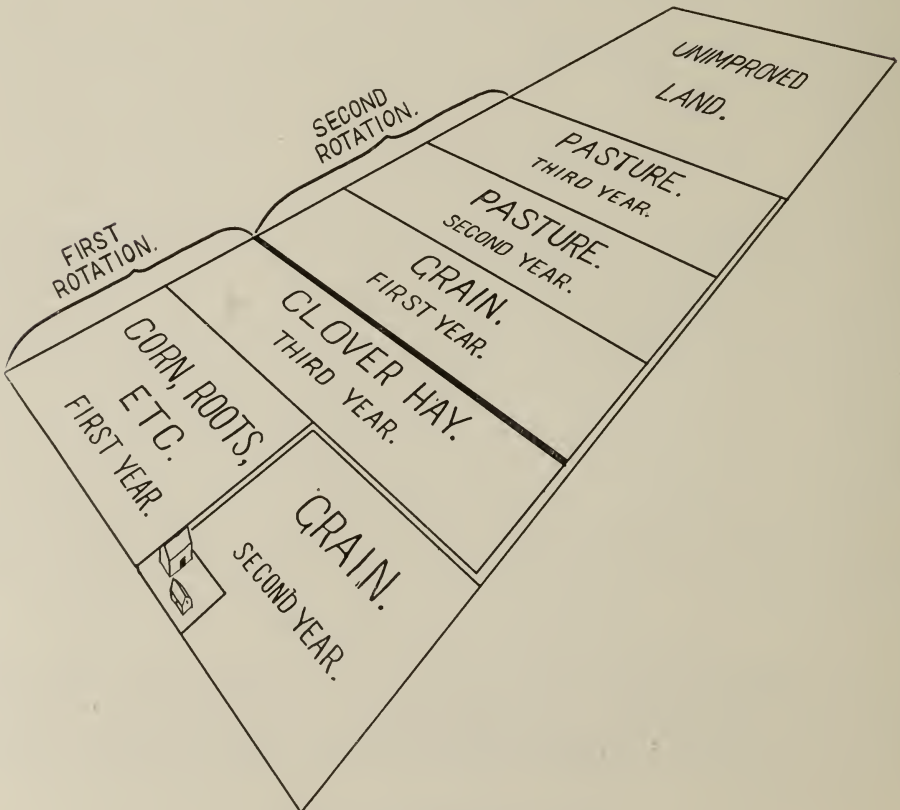 UNIMPROVED
LAND.
SECOND
ROTATION.
PASTURE.
THIRD YEAR.
PASTURE.
SECOND YEAR.
GRAIN.
FIRST YEAR.
FIRST
ROTATION.
CLOVER HAY.
THIRD YEAR.
CORN, ROOTS,
ETC.
FIRST YEAR.
GRAIN.
SECOND YEAR.